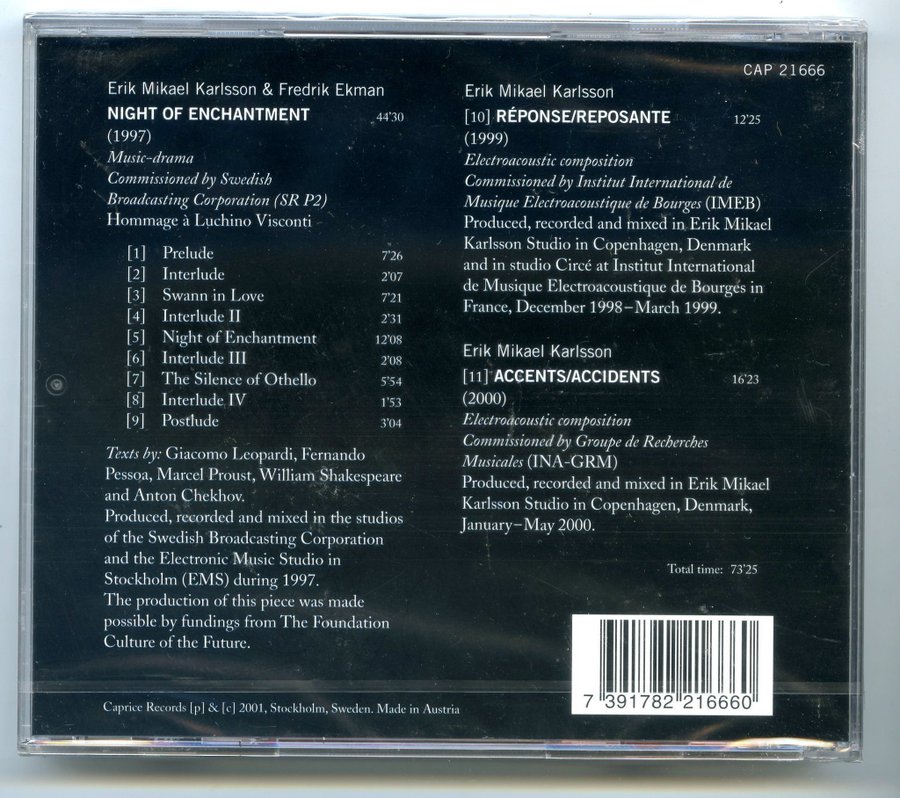 CAP 21666
Erik Mikael Karlsson & Fredrik Ekman
NIGHT OF ENCHANTMENT 44'30
(1997)
Music-drama
Commissioned by Swedish
Broadcasting Corporation (SR P2)
Hommage à Luchino Visconti
[1] Prelude 7'26
[2] Interlude 2'07
[3] Swann in Love 7'21
[4] Interlude II 2'31
[5] Night of Enchantment 12'08
[6] Interlude III 2'08
[7] The Silence of Othello 5'54
[8] Interlude IV 1'53
[9] Postlude 3'04
Texts by: Giacomo Leopardi, Fernando
Pessoa, Marcel Proust, William Shakespeare
and Anton Chekhov.
Produced, recorded and mixed in the studios
of the Swedish Broadcasting Corporation
and the Electronic Music Studio in
Stockholm (EMS) during 1997.
The production of this piece was made
possible by fundings from The Foundation
Culture of the Future.
Erik Mikael Karlsson
[10] RÉPONSE/REPOSANTE 12'25
(1999)
Electroacoustic composition
Commissioned by Institut International de
Musique Electroacoustique de Bourges (IMEB)
Produced, recorded and mixed in Erik Mikael
Karlsson Studio in Copenhagen, Denmark
and in studio Circé at Institut International
de Musique Electroacoustique de Bourges in
France, December 1998–March 1999.
Erik Mikael Karlsson
[11] ACCENTS/ACCIDENTS 16'23
(2000)
Electroacoustic composition
Commissioned by Groupe de Recherches
Musicales (INA-GRM)
Produced, recorded and mixed in Erik Mikael
Karlsson Studio in Copenhagen, Denmark,
January–May 2000.
Total time: 73'25
7 391782 216660
Caprice Records [p] & [c] 2001, Stockholm, Sweden. Made in Austria